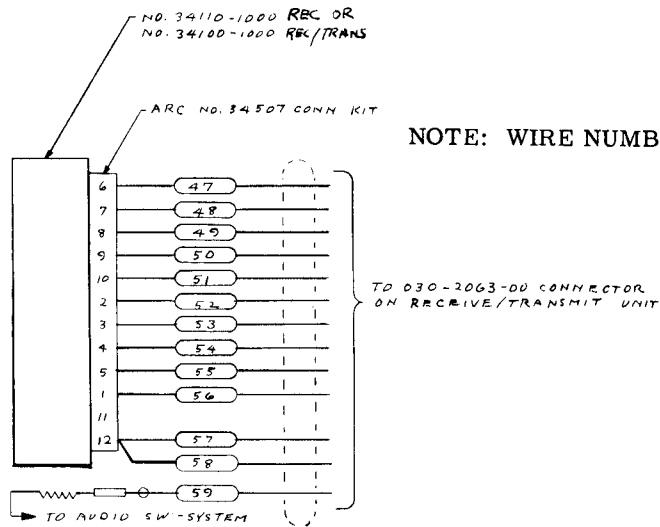 NO. 34110-1000 REC OR
NO. 34100-1000 REC/TRANS
ARC NO. 34507 CONN KIT
NOTE: WIRE NUMB
6 47
7 48
8 49
9 50
10 51
2 52
3 53
4 54
5 55
1 56
11
12 57
58
59
TO 030-2063-00 CONNECTOR
ON RECEIVE/TRANSMIT UNIT
TO AUDIO SW-SYSTEM